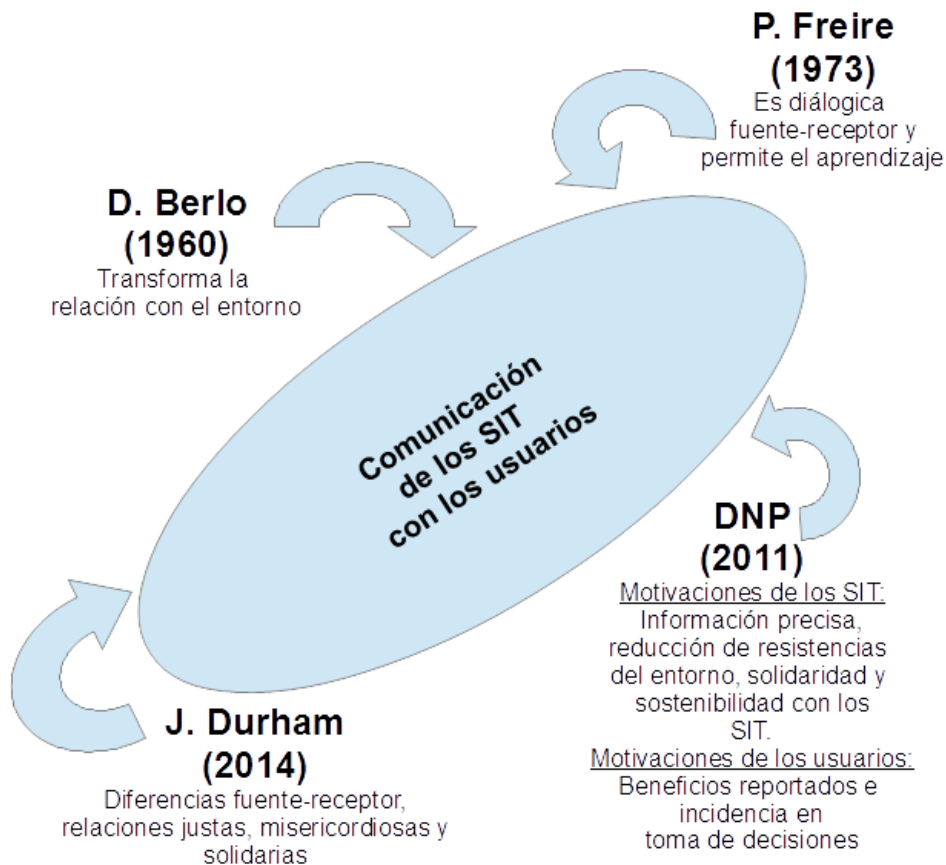 P. Freire
(1973)
Es diálogica
fuente-receptor y
permite el aprendizaje
D. Berlo
(1960)
Transforma la
relación con el entorno
Comunicación
de los SIT
con los usuarios
DNP
(2011)
Motivaciones de los SIT:
Información precisa,
reducción de resistencias
del entorno, solidaridad y
sostenibilidad con los
SIT.
Motivaciones de los usuarios:
Beneficios reportados e
incidencia en
toma de decisiones
J. Durham
(2014)
Diferencias fuente-receptor,
relaciones justas, misericordiosas y
solidarias